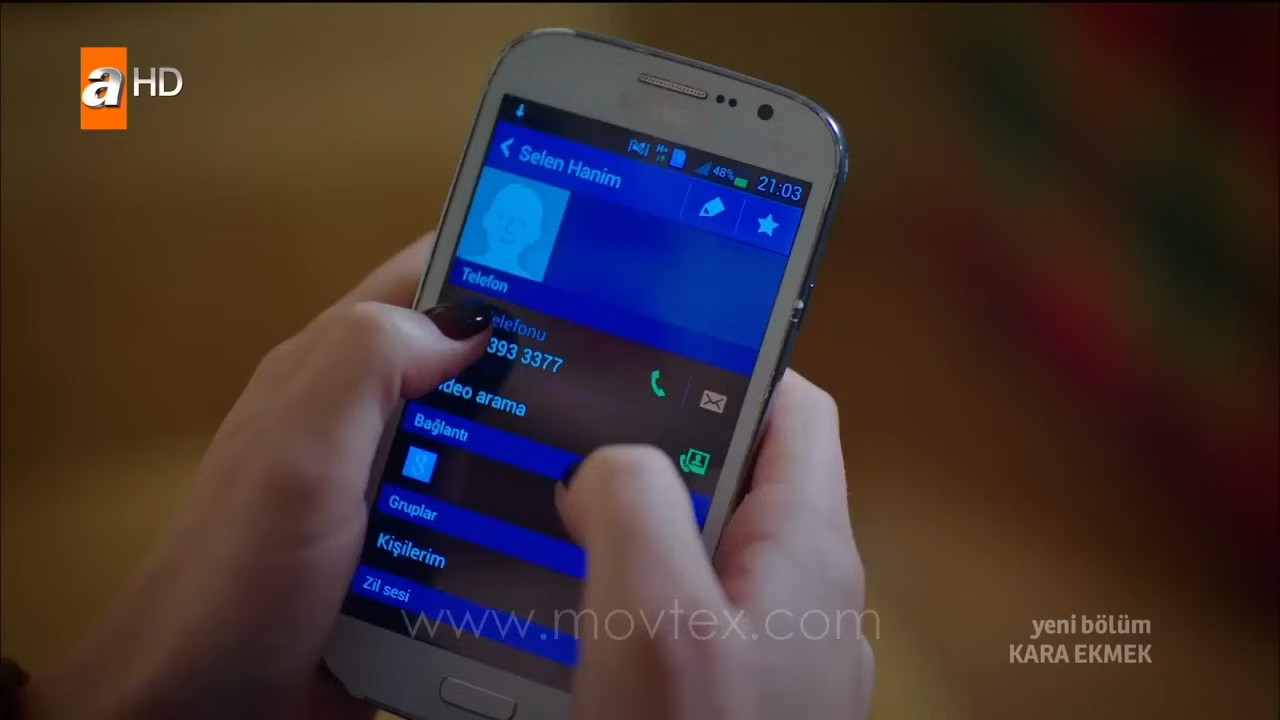 a HD
48% 21:03
Selen Hanim
Telefon
elefonu
393 3377
ideo arama
Bağlantı
8
Gruplar
Kişilerim
Zil sesi
www.movtex.com
yeni bölüm
KARA EKMEK